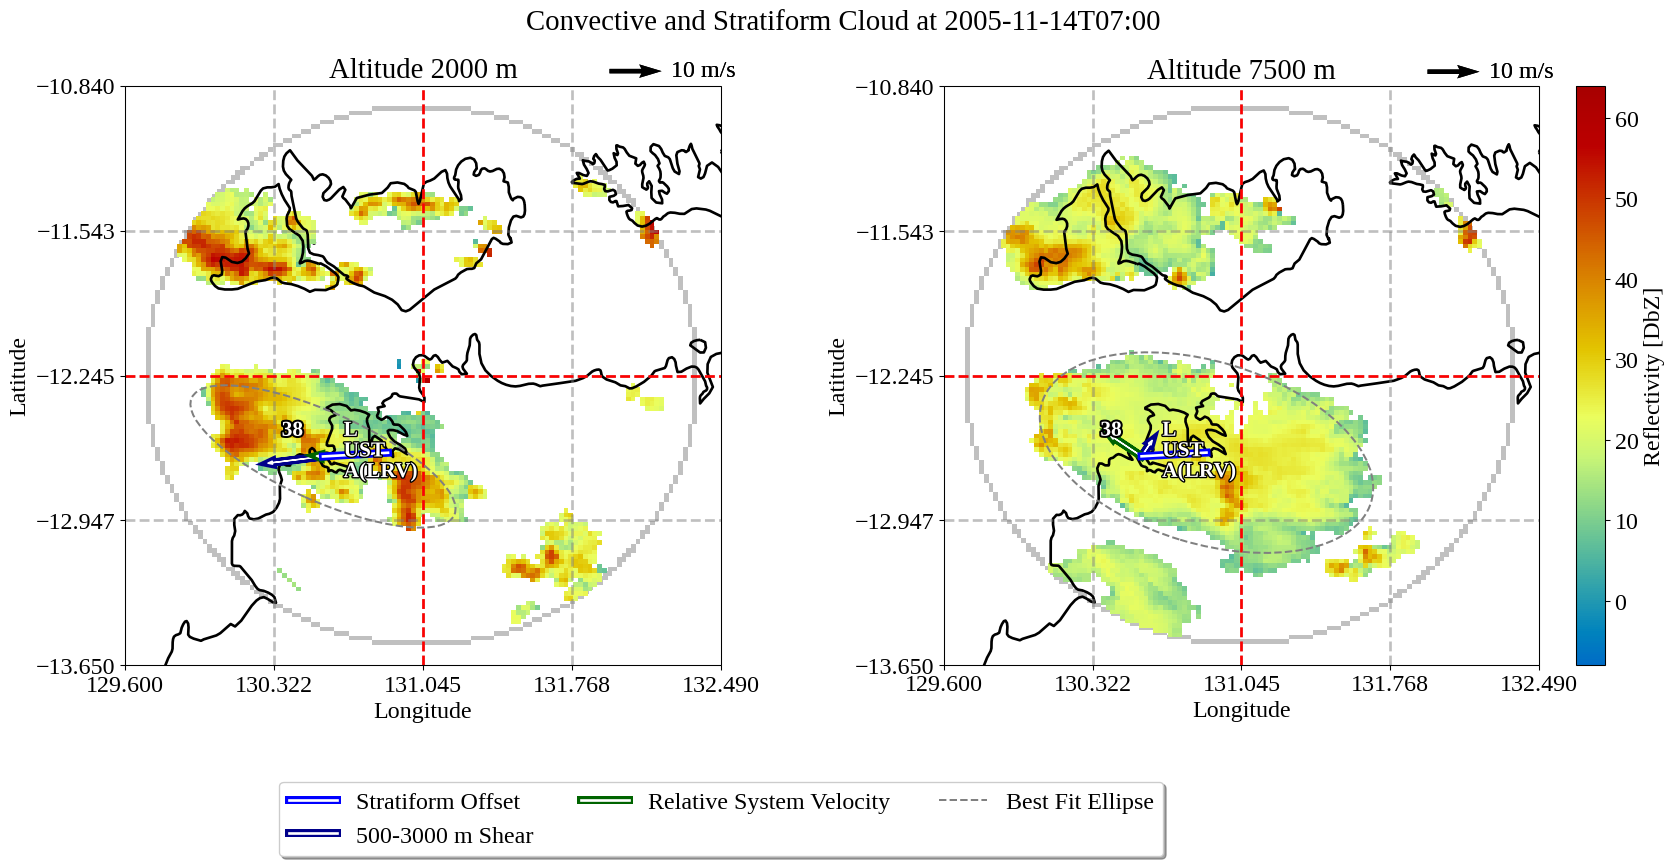 Convective and Stratiform Cloud at 2005-11-14T07:00
Altitude 2000 m
10 m/s
Altitude 7500 m
10 m/s
−10.840
−11.543
−12.245
−12.947
−13.650
Latitude
129.600
130.322
131.045
131.768
132.490
Longitude
38
L
UST
A(LRV)
−10.840
−11.543
−12.245
−12.947
−13.650
Latitude
129.600
130.322
131.045
131.768
132.490
Longitude
38
L
UST
A(LRV)
60
50
40
30
20
10
0
Reflectivity [DbZ]
Stratiform Offset
500-3000 m Shear
Relative System Velocity
Best Fit Ellipse